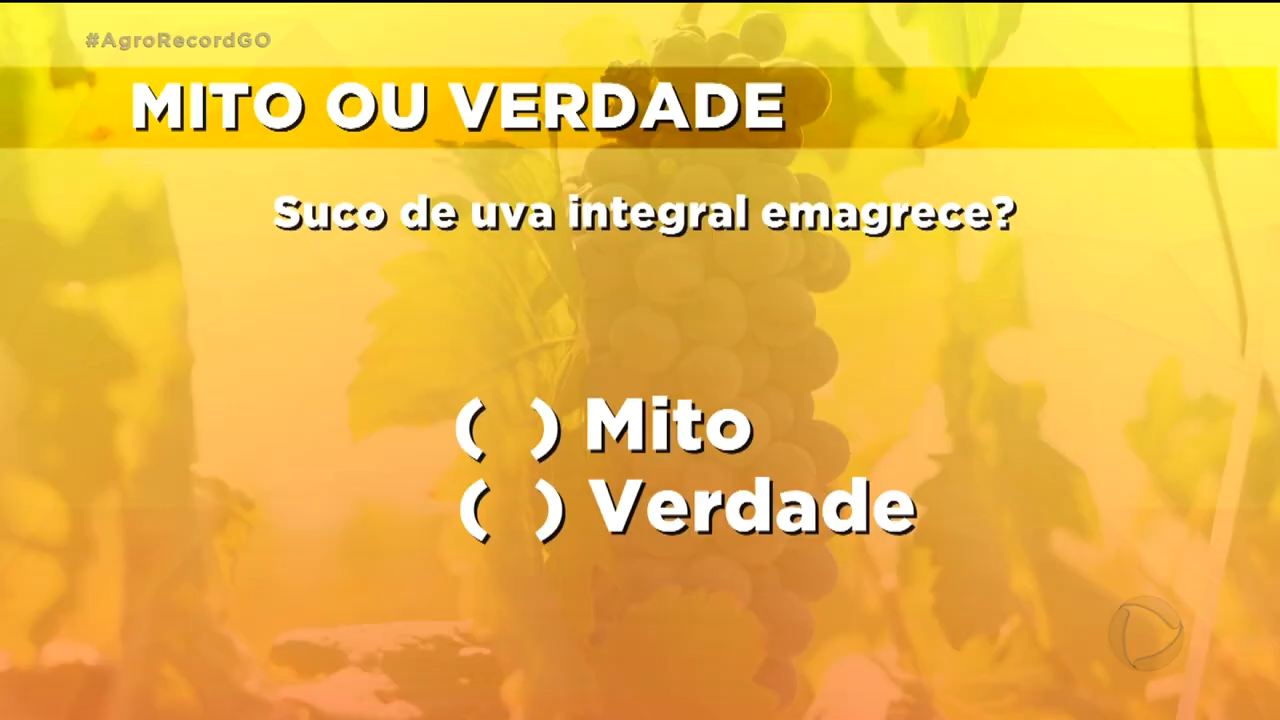 #AgroRecordGO
MITO OU VERDADE
Suco de uva integral emagrece?
( ) Mito
( ) Verdade